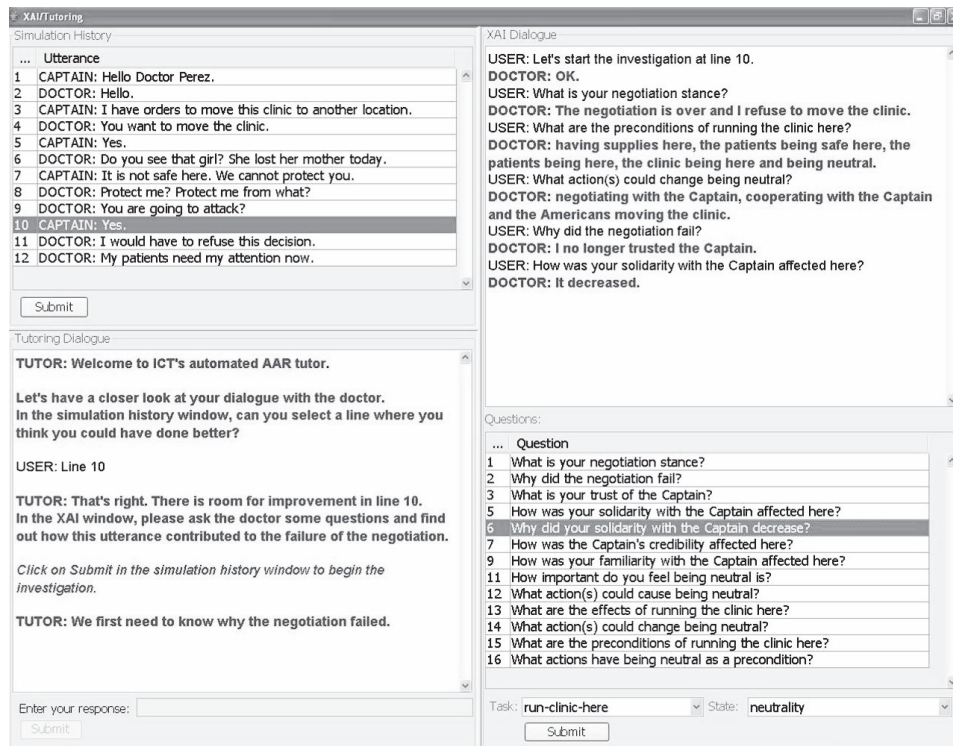 XAI/Tutoring
Simulation History
... Utterance
1 CAPTAIN: Hello Doctor Perez.
2 DOCTOR: Hello.
3 CAPTAIN: I have orders to move this clinic to another location.
4 DOCTOR: You want to move the clinic.
5 CAPTAIN: Yes.
6 DOCTOR: Do you see that girl? She lost her mother today.
7 CAPTAIN: It is not safe here. We cannot protect you.
8 DOCTOR: Protect me? Protect me from what?
9 DOCTOR: You are going to attack?
10 CAPTAIN: Yes.
11 DOCTOR: I would have to refuse this decision.
12 DOCTOR: My patients need my attention now.
Submit
Tutoring Dialogue
TUTOR: Welcome to ICT's automated AAR tutor.
Let's have a closer look at your dialogue with the doctor.
In the simulation history window, can you select a line where you
think you could have done better?
USER: Line 10
TUTOR: That's right. There is room for improvement in line 10.
In the XAI window, please ask the doctor some questions and find
out how this utterance contributed to the failure of the negotiation.
Click on Submit in the simulation history window to begin the
investigation.
TUTOR: We first need to know why the negotiation failed.
Enter your response:
Submit
XAI Dialogue
USER: Let's start the investigation at line 10.
DOCTOR: OK.
USER: What is your negotiation stance?
DOCTOR: The negotiation is over and I refuse to move the clinic.
USER: What are the preconditions of running the clinic here?
DOCTOR: having supplies here, the patients being safe here, the
patients being here, the clinic being here and being neutral.
USER: What action(s) could change being neutral?
DOCTOR: negotiating with the Captain, cooperating with the Captain
and the Americans moving the clinic.
USER: Why did the negotiation fail?
DOCTOR: I no longer trusted the Captain.
USER: How was your solidarity with the Captain affected here?
DOCTOR: It decreased.
Questions:
... Question
1 What is your negotiation stance?
2 Why did the negotiation fail?
3 What is your trust of the Captain?
5 How was your solidarity with the Captain affected here?
6 Why did your solidarity with the Captain decrease?
7 How was the Captain's credibility affected here?
9 How was your familiarity with the Captain affected here?
11 How important do you feel being neutral is?
12 What action(s) could cause being neutral?
13 What are the effects of running the clinic here?
14 What action(s) could change being neutral?
15 What are the preconditions of running the clinic here?
16 What actions have being neutral as a precondition?
Task: run-clinic-here State: neutrality
Submit